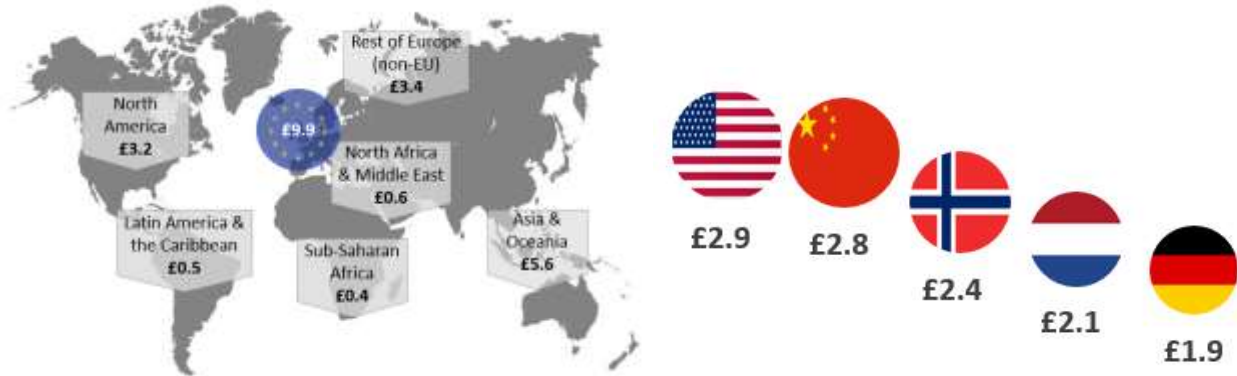 Rest of Europe
(non-EU)
£3.4
North
America
£3.2
£9.9
North Africa
& Middle East
£0.6
Latin America &
the Caribbean
£0.5
Sub-Saharan
Africa
£0.4
Asia &
Oceania
£5.6
£2.9
£2.8
£2.4
£2.1
£1.9